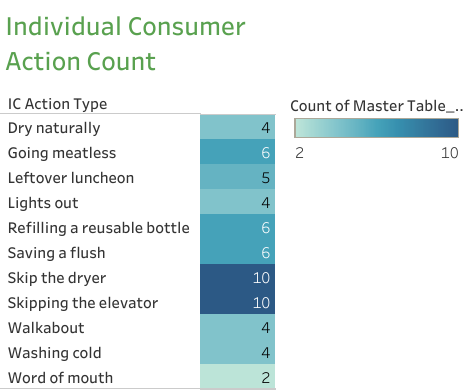 Individual Consumer
Action Count
IC Action Type
Count of Master Table_..
2 10
Dry naturally 4
Going meatless 6
Leftover luncheon 5
Lights out 4
Refilling a reusable bottle 6
Saving a flush 6
Skip the dryer 10
Skipping the elevator 10
Walkabout 4
Washing cold 4
Word of mouth 2